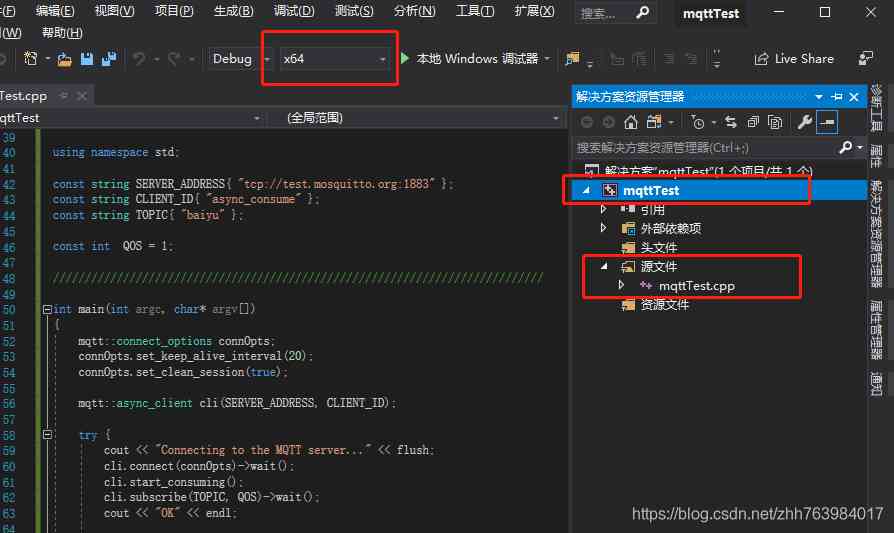 编辑(E) 视图(V) 项目(P) 生成(B) 调试(D) 测试(S) 分析(N) 工具(T) 扩展(X) 搜索... mqttTest
(W) 帮助(H)
Debug x64 本地 Windows 调试器 Live Share
Test.cpp
qttTest (全局范围)
39
40 using namespace std;
41
42 const string SERVER_ADDRESS{ "tcp://test.mosquitto.org:1883" };
43 const string CLIENT_ID{ "async_consume" };
44 const string TOPIC{ "baiyu" };
45
46 const int QOS = 1;
47
48 ////////////////////////////////////////////////////////////////////////////
49
50 int main(int argc, char* argv[])
51 {
52 mqtt::connect_options connOpts;
53 connOpts.set_keep_alive_interval(20);
54 connOpts.set_clean_session(true);
55
56 mqtt::async_client cli(SERVER_ADDRESS, CLIENT_ID);
57
58 try {
59 cout << "Connecting to the MQTT server..." << flush;
60 cli.connect(connOpts)->wait();
61 cli.start_consuming();
62 cli.subscribe(TOPIC, QOS)->wait();
63 cout << "OK" << endl;
64
解决方案资源管理器
搜索解决方案资源管理器(Ctrl+;)
解决方案"mqttTest"(1 个项目/共 1 个)
mqttTest
引用
外部依赖项
头文件
源文件
mqttTest.cpp
资源文件
诊断工具
属性
解决方案资源管理器
属性管理器
通知
https://blog.csdn.net/zhh763984017